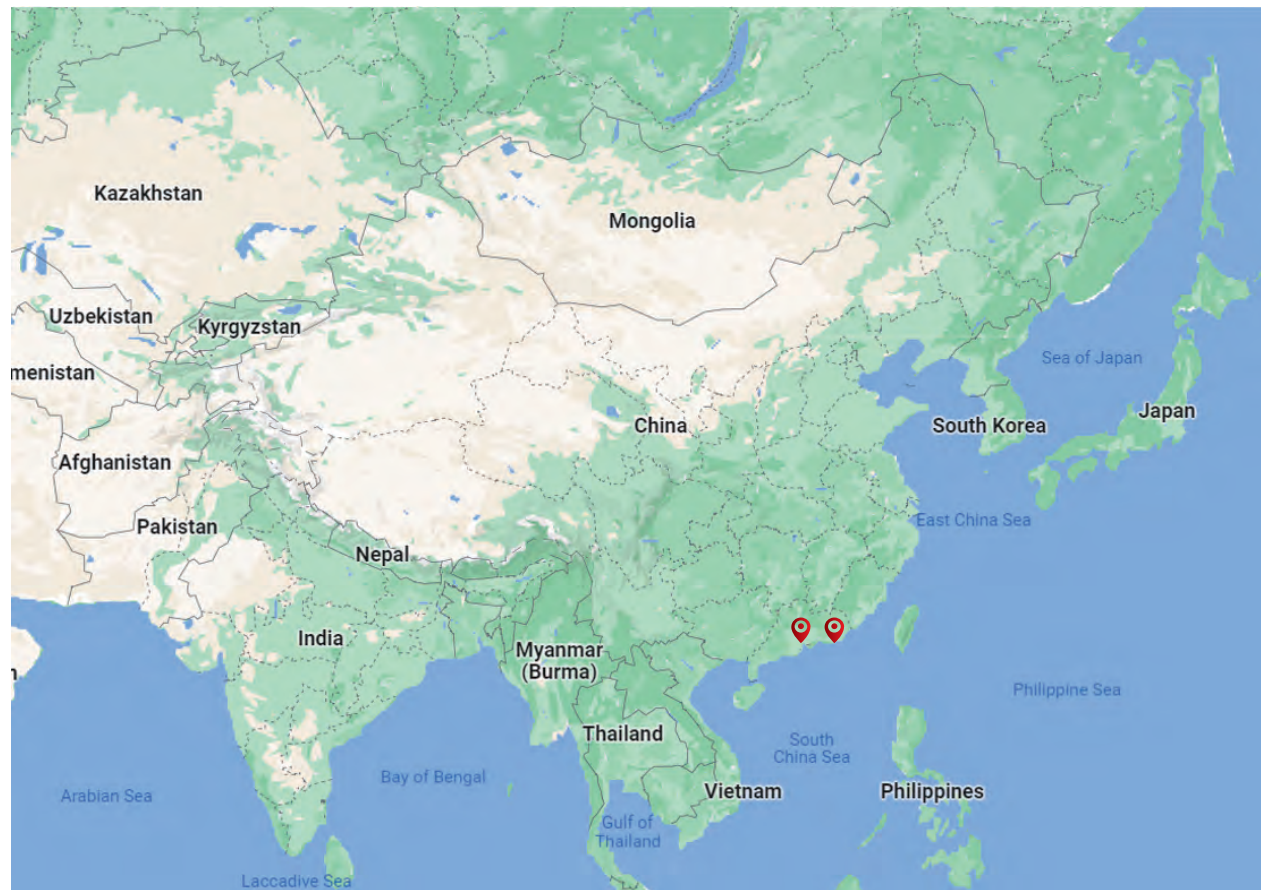 Kazakhstan
Mongolia
Uzbekistan
Kyrgyzstan
Sea of Japan
menistan
Japan
China
South Korea
Afghanistan
Pakistan
East China Sea
Nepal
India
Myanmar
(Burma)
n
Philippine Sea
Thailand
South
China Sea
Bay of Bengal
Arabian Sea
Vietnam
Philippines
Gulf of
Thailand
Laccadive Sea